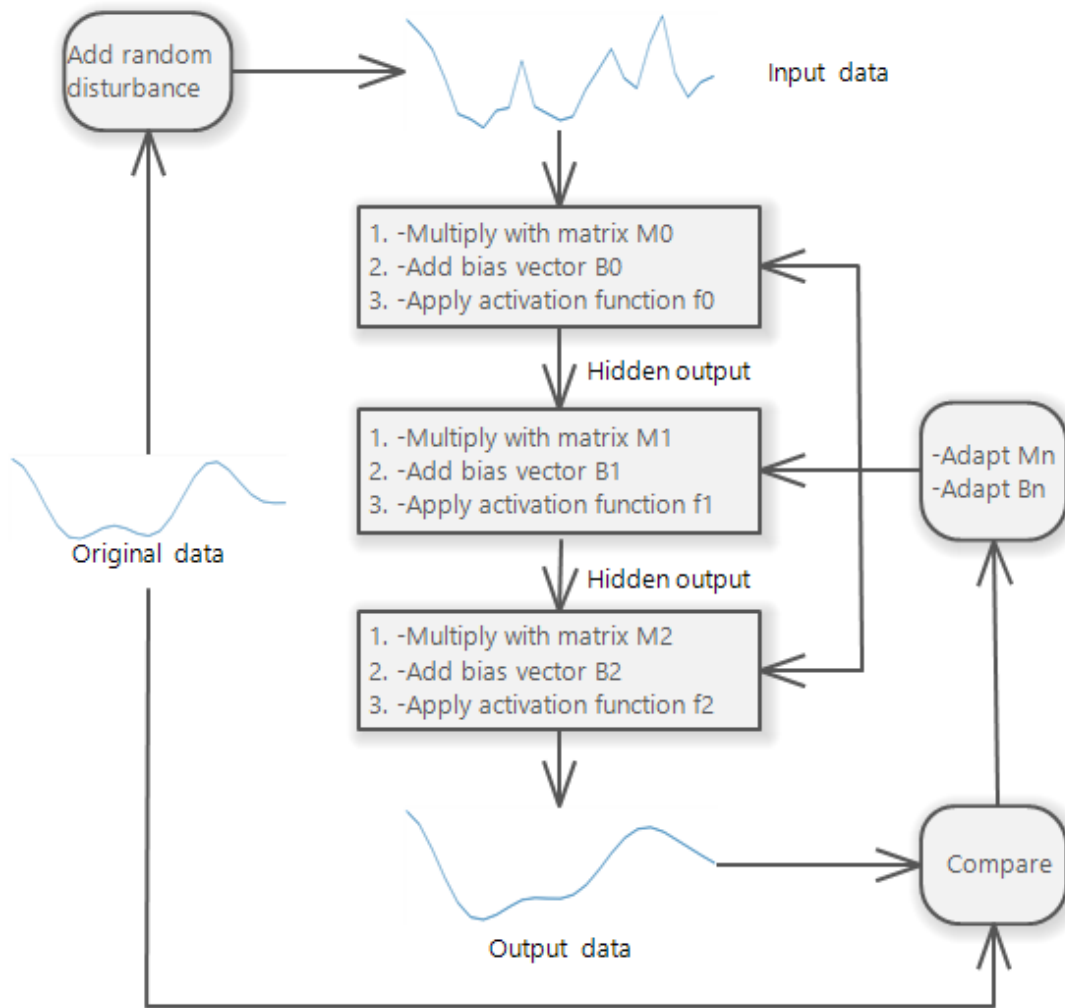 Add random
disturbance
Input data
1. -Multiply with matrix M0
2. -Add bias vector B0
3. -Apply activation function f0
Hidden output
1. -Multiply with matrix M1
2. -Add bias vector B1
3. -Apply activation function f1
-Adapt Mn
-Adapt Bn
Original data
Hidden output
1. -Multiply with matrix M2
2. -Add bias vector B2
3. -Apply activation function f2
Compare
Output data